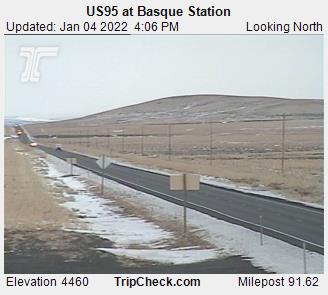 US95 at Basque Station
Updated: Jan 04 2022  4:06 PM Looking North
Elevation 4460 TripCheck.com Milepost 91.62